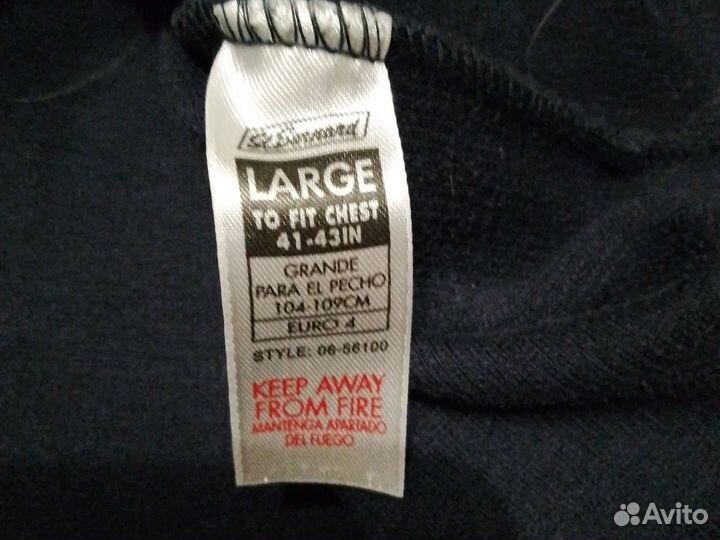 St Bernard
LARGE
TO FIT CHEST
41-43IN
GRANDE
PARA EL PECHO
104-109CM
EURO 4
STYLE: 06-56100
KEEP AWAY
FROM FIRE
MANTENGA APARTADO
DEL FUEGO
Avito